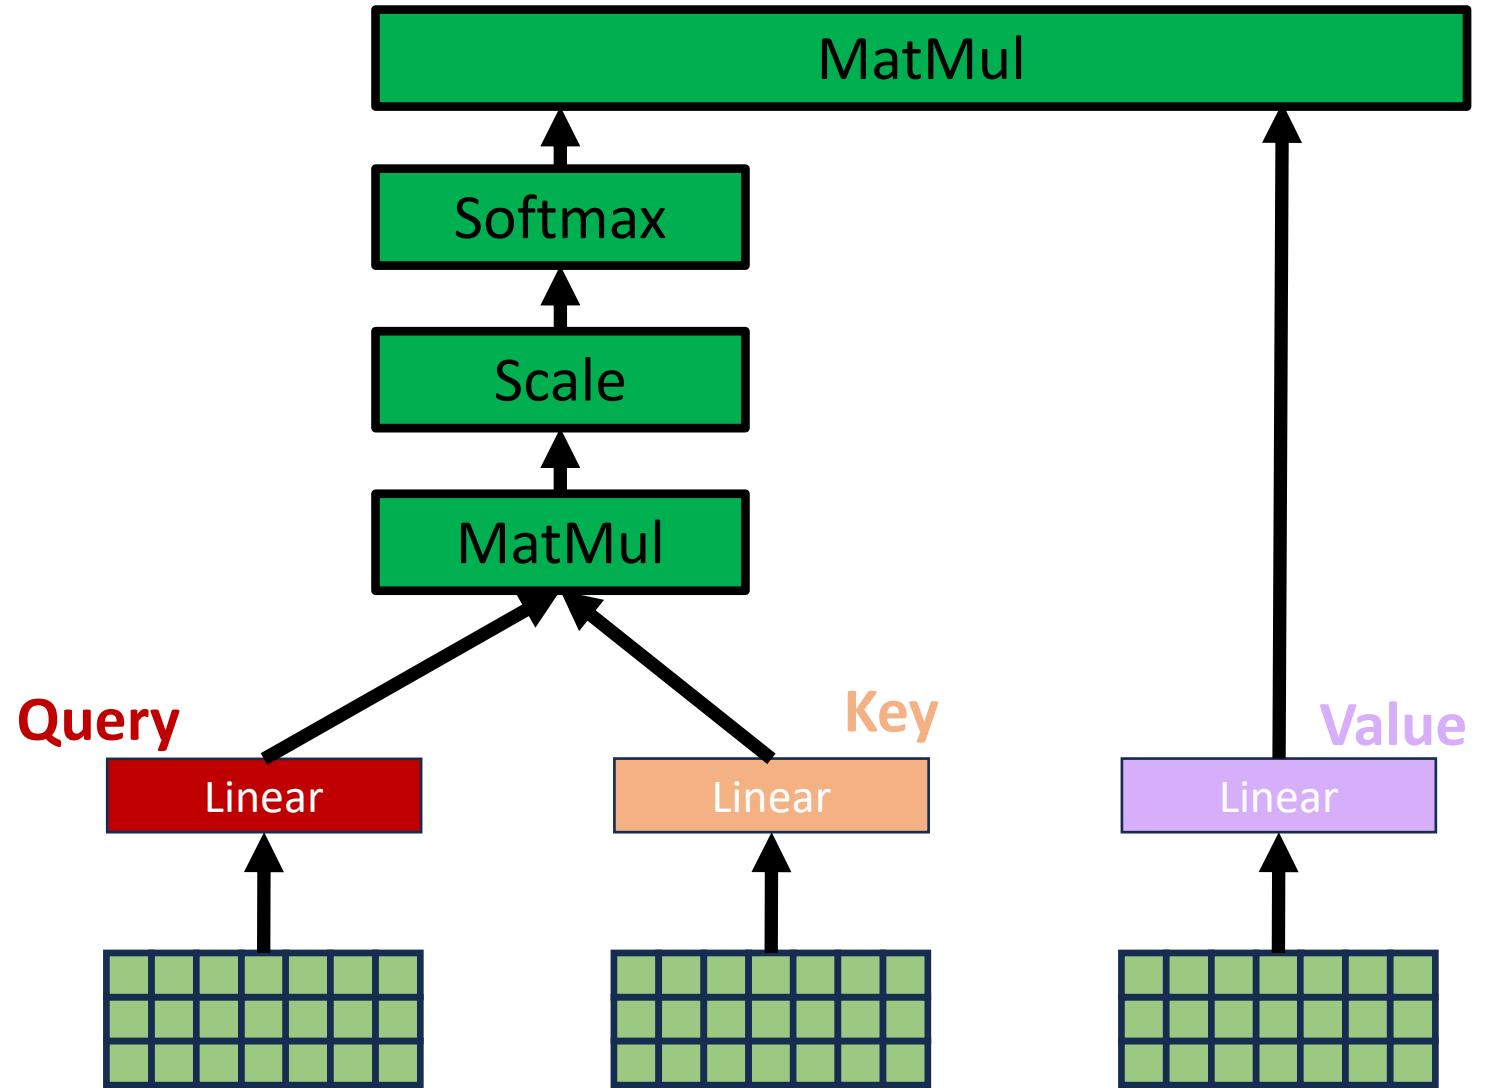 MatMul
Softmax
Scale
MatMul
Query
Key
Value
Linear
Linear
Linear